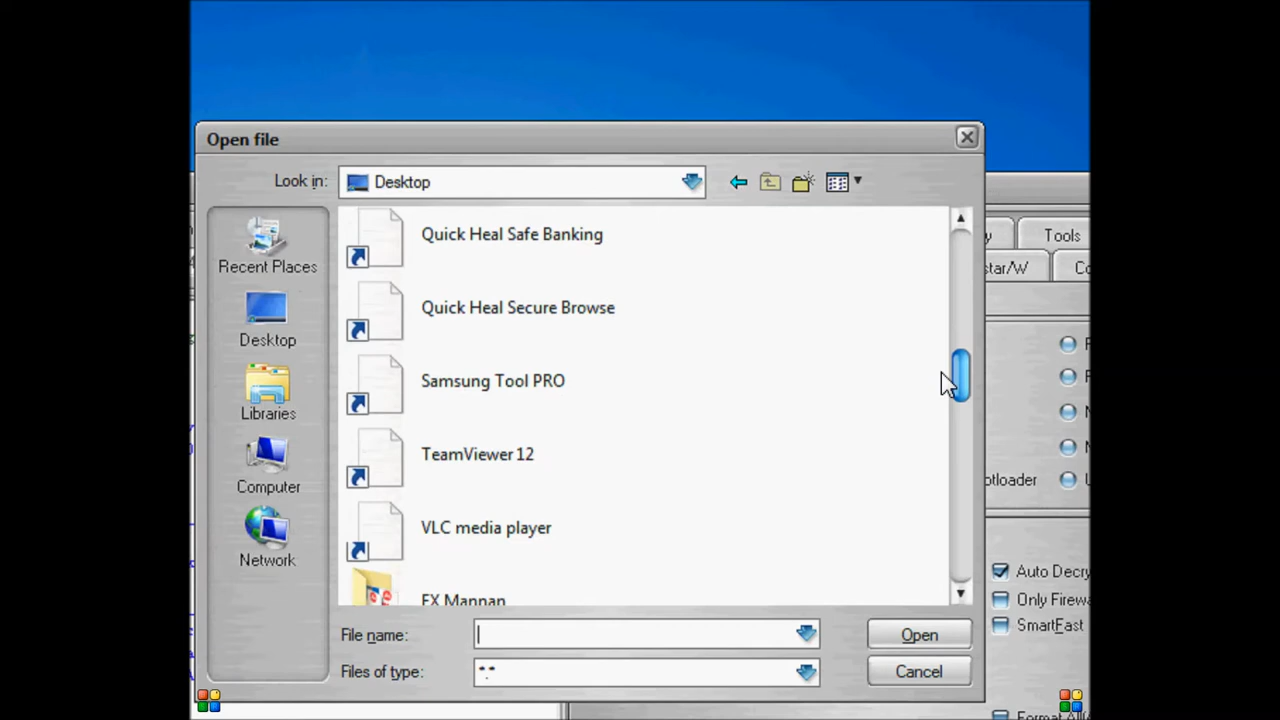 Open file
Look in:
Desktop
Recent Places
Desktop
Libraries
Computer
Network
Quick Heal Safe Banking
Quick Heal Secure Browse
Samsung Tool PRO
TeamViewer 12
VLC media player
FX Mannan
File name:
Open
Files of type:
*.*
Cancel
y
Tools
star/W
Co
otloader
Auto Decry
Only Firewa
SmartFast
Format All(